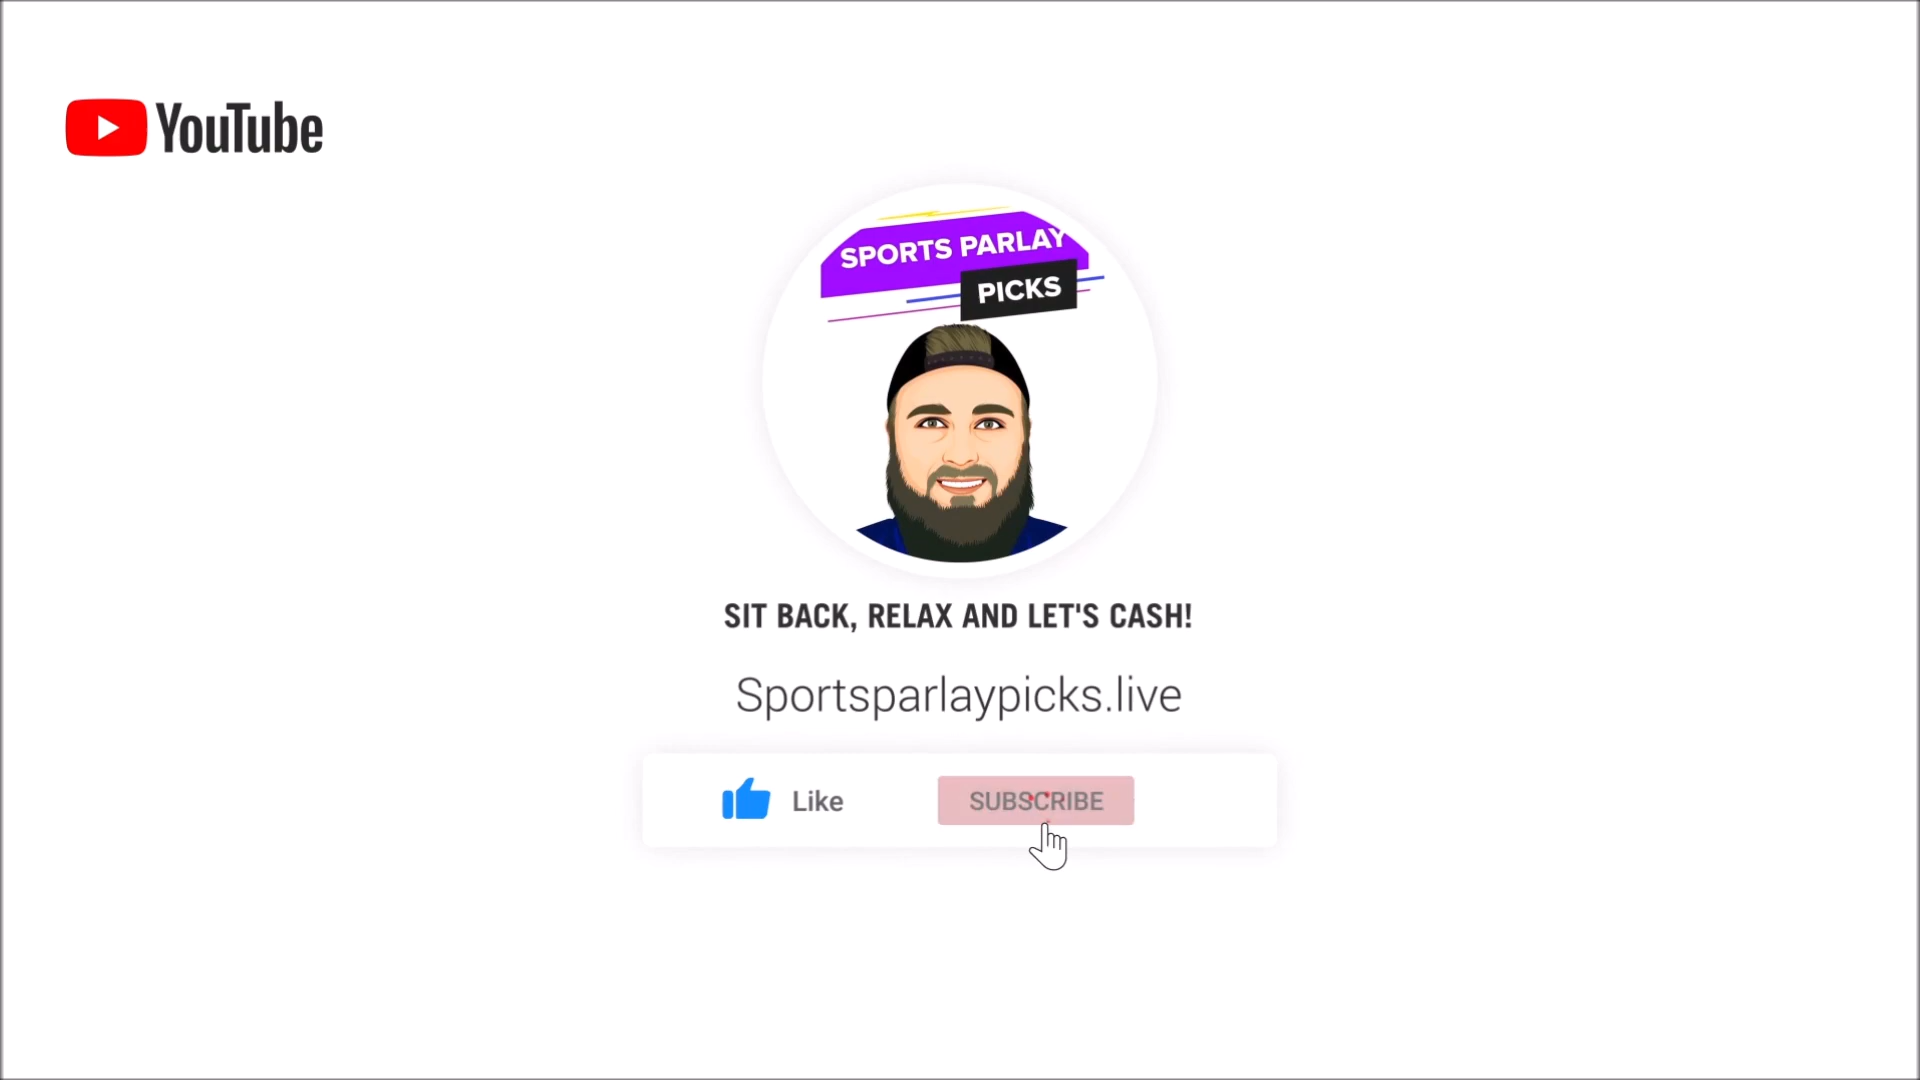 YouTube
SPORTS PARLAY
PICKS
SIT BACK, RELAX AND LET'S CASH!
Sportsparlaypicks.live
Like
SUBSCRIBE